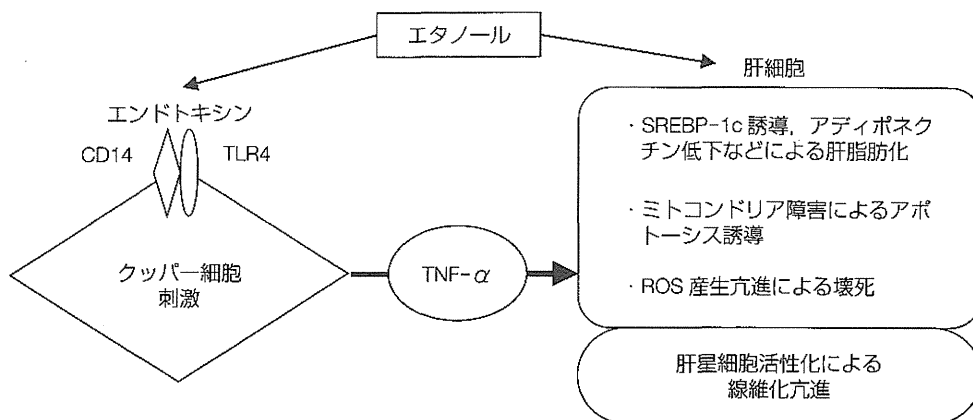 エタノール
肝細胞
エンドトキシン
CD14
TLR4
クッパー細胞
刺激
TNF-α
・SREBP-1c 誘導，アディポネク
チン低下などによる肝脂肪化
・ミトコンドリア障害によるアポ
トーシス誘導
・ROS 産生亢進による壊死
肝星細胞活性化による
線維化亢進